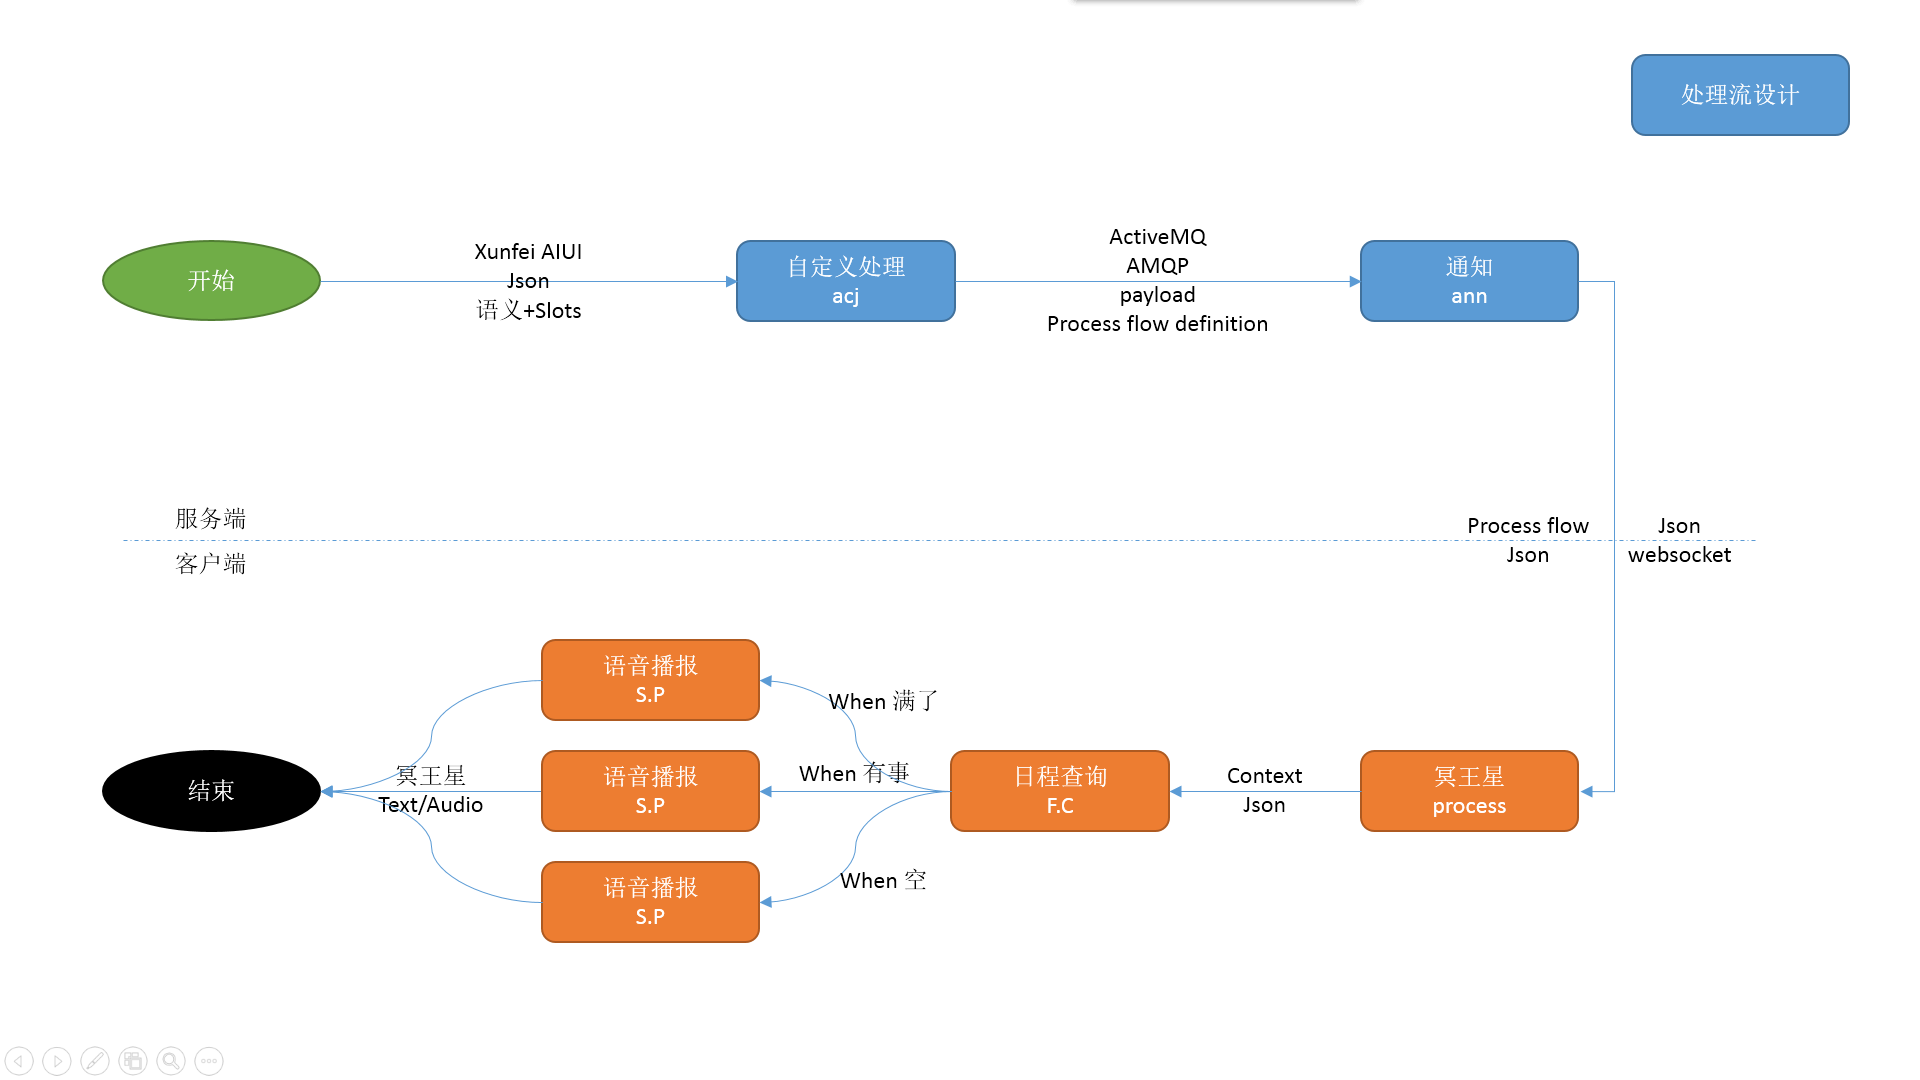 处理流设计
开始
Xunfei AIUI
Json
语义+Slots
自定义处理
acj
ActiveMQ
AMQP
payload
Process flow definition
通知
ann
服务端
客户端
Process flow
Json
Json
websocket
冥王星
process
Context
Json
日程查询
F.C
When 满了
When 有事
When 空
语音播报
S.P
语音播报
S.P
语音播报
S.P
冥王星
Text/Audio
结束